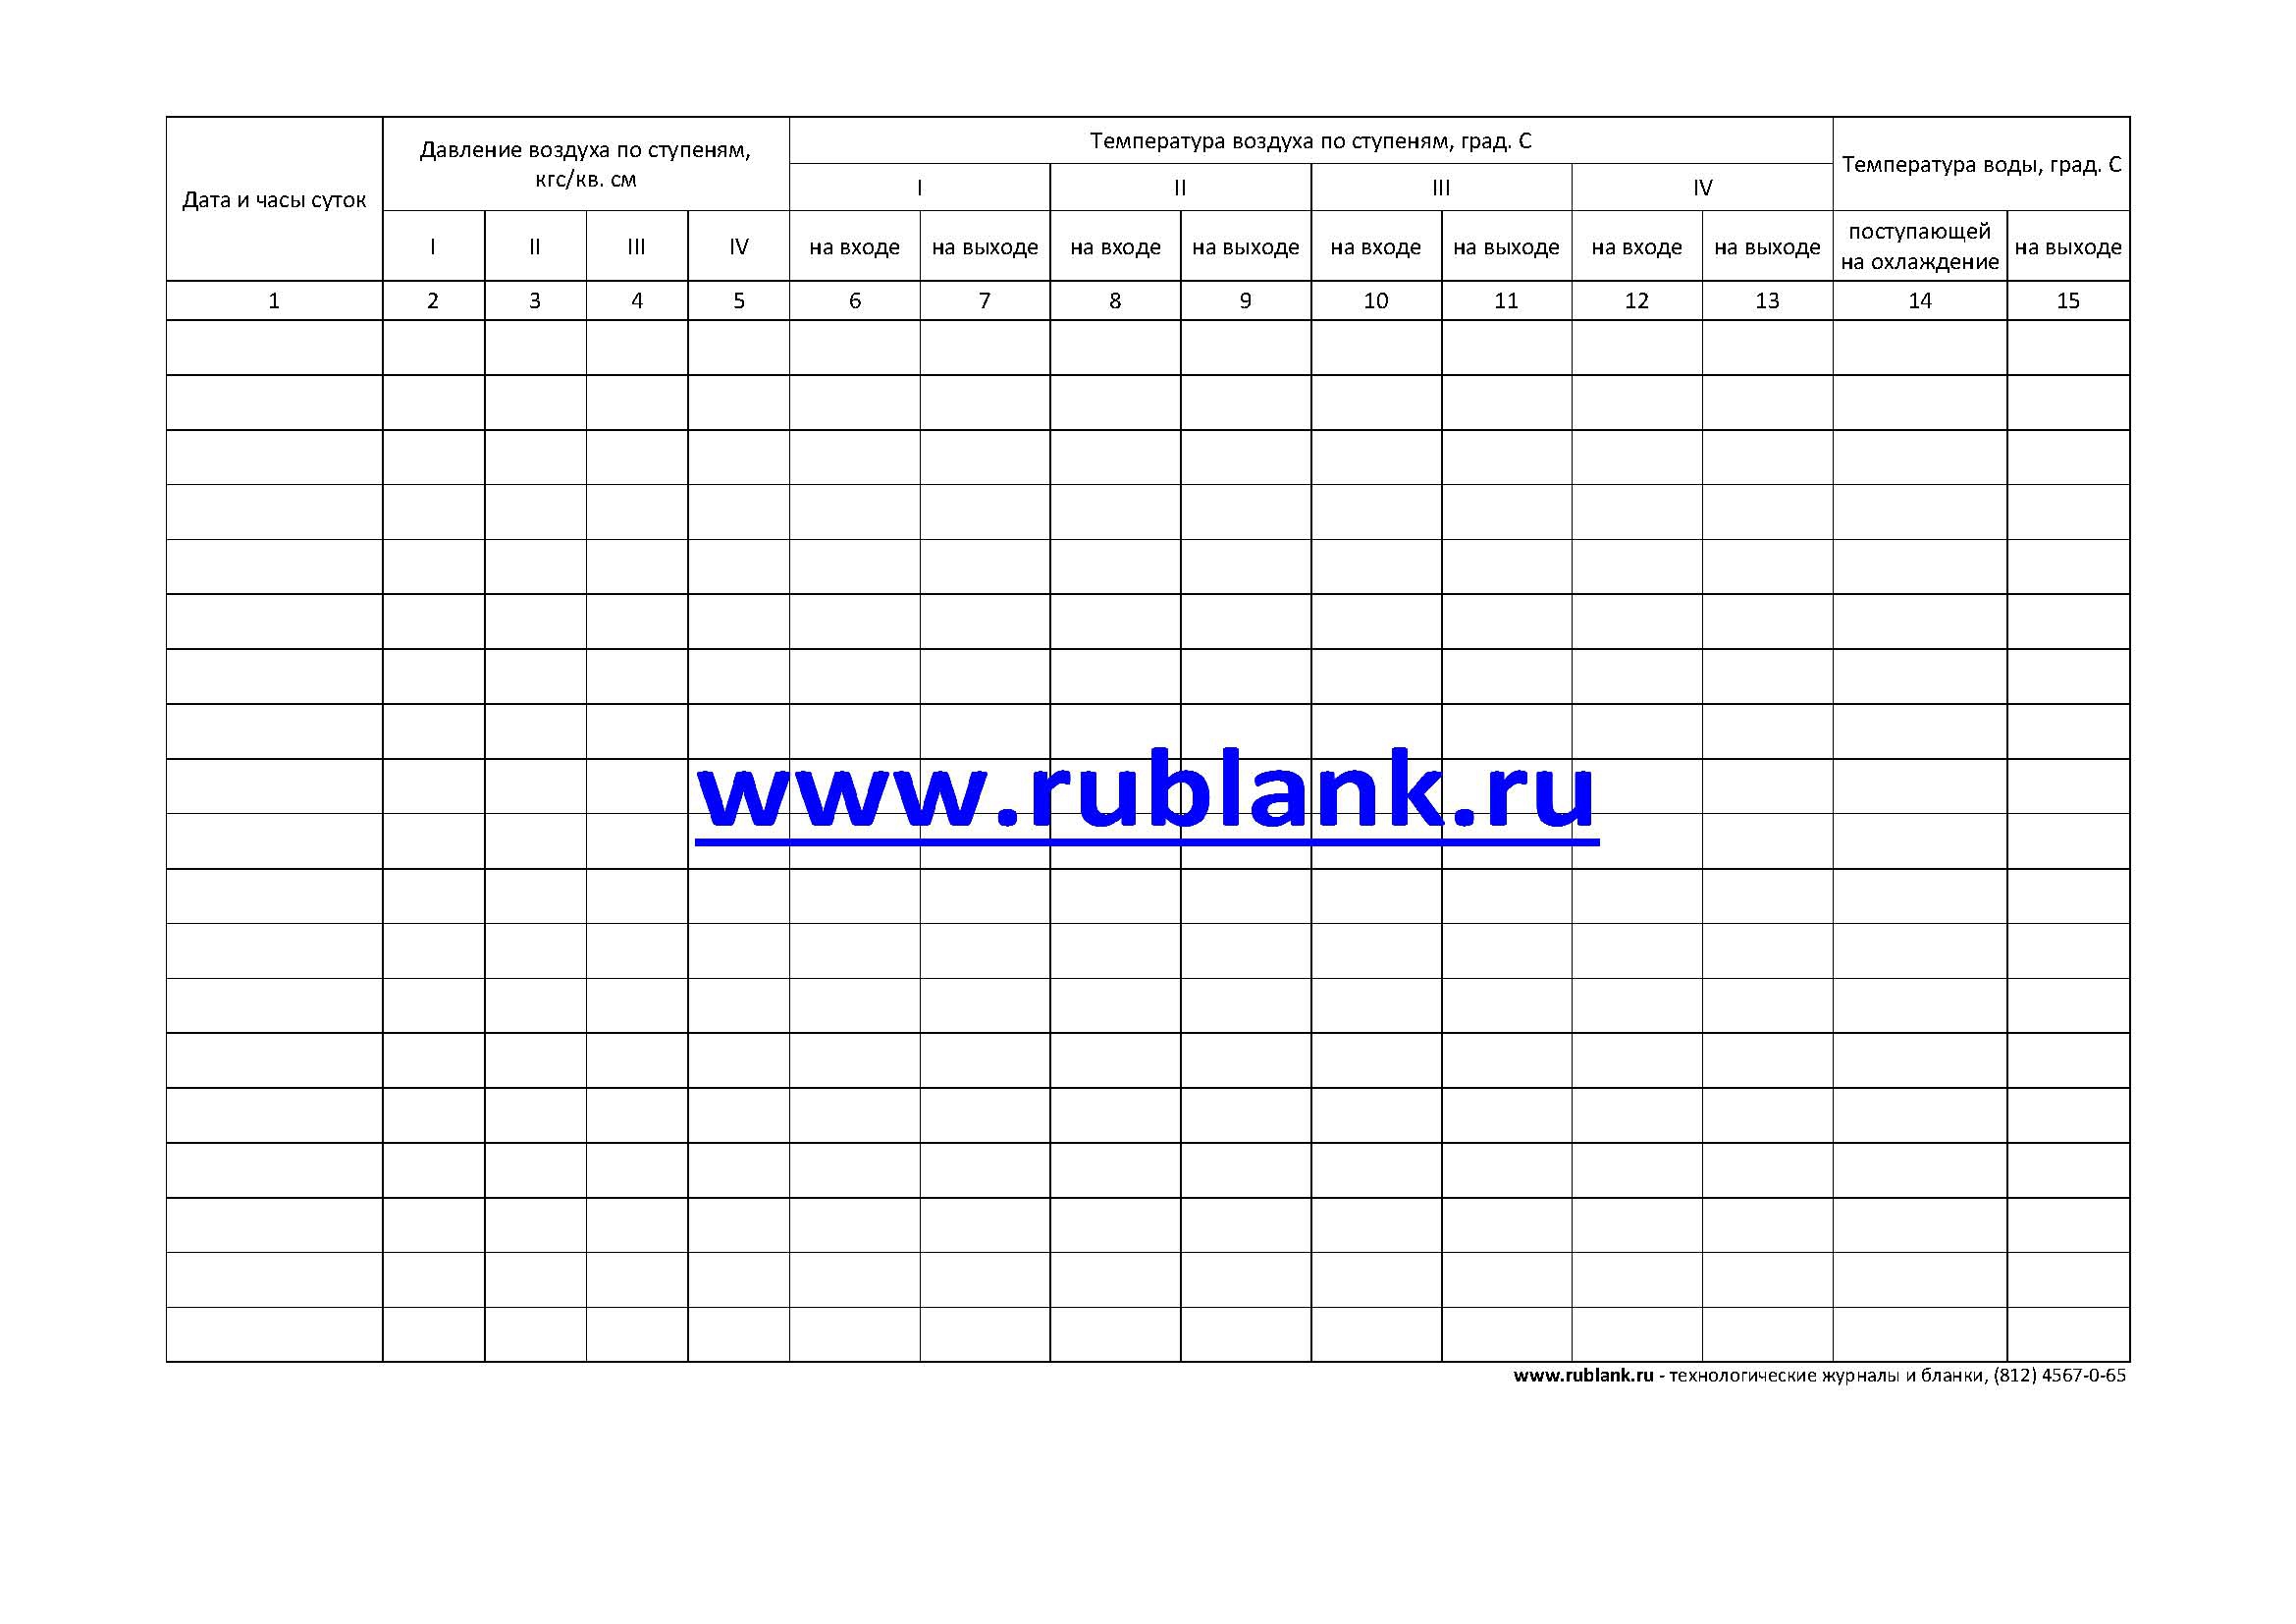 Дата и часы суток
Давление воздуха по ступеням,
кгс/кв. см
Температура воздуха по ступеням, град. С
Температура воды, град. С
I II III IV
I II III IV
на входе на выходе на входе на выходе на входе на выходе на входе на выходе
поступающей
на охлаждение
на выходе
1 2 3 4 5 6 7 8 9 10 11 12 13 14 15
www.rublank.ru
www.rublank.ru - технологические журналы и бланки, (812) 4567-0-65